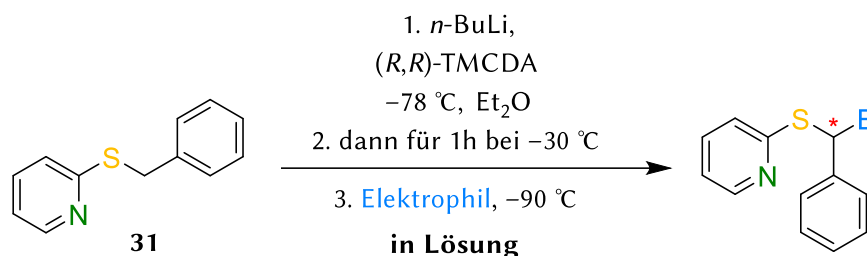 1. n-BuLi,
(R,R)-TMCDA
−78 ℃, Et₂O
2. dann für 1h bei −30 ℃
3. Elektrophil, −90 ℃
in Lösung
S
N
31
S
*
E
N